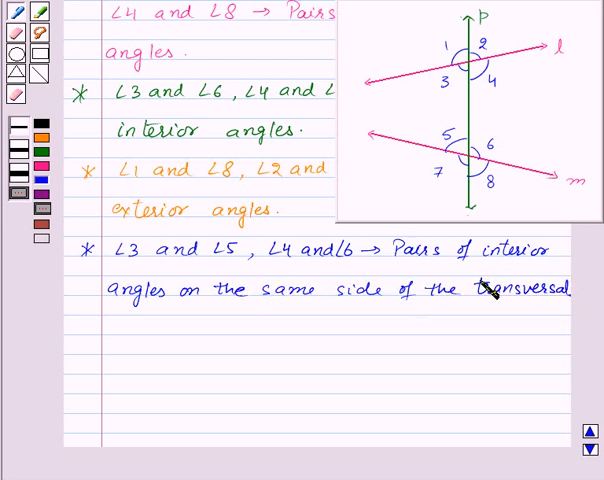 ∠4 and ∠8 → Pairs
angles.
* ∠3 and ∠6, ∠4 and ∠
interior angles.
* ∠1 and ∠8, ∠2 and
exterior angles.
* ∠3 and ∠5, ∠4 and ∠6 → Pairs of interior
angles on the same side of the transversal
p
1 2
l
3 4
5 6
7 8
m